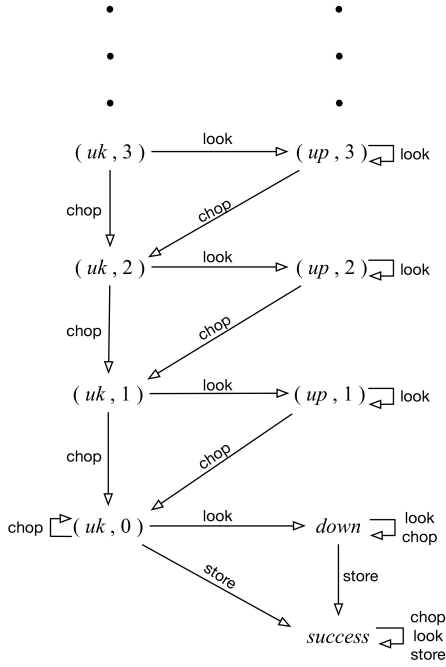 look
( uk , 3 ) ( up , 3 ) look
chop chop
look
( uk , 2 ) ( up , 2 ) look
chop chop
look
( uk , 1 ) ( up , 1 ) look
chop chop
look
chop ( uk , 0 ) down look
chop
store store
success chop
look
store